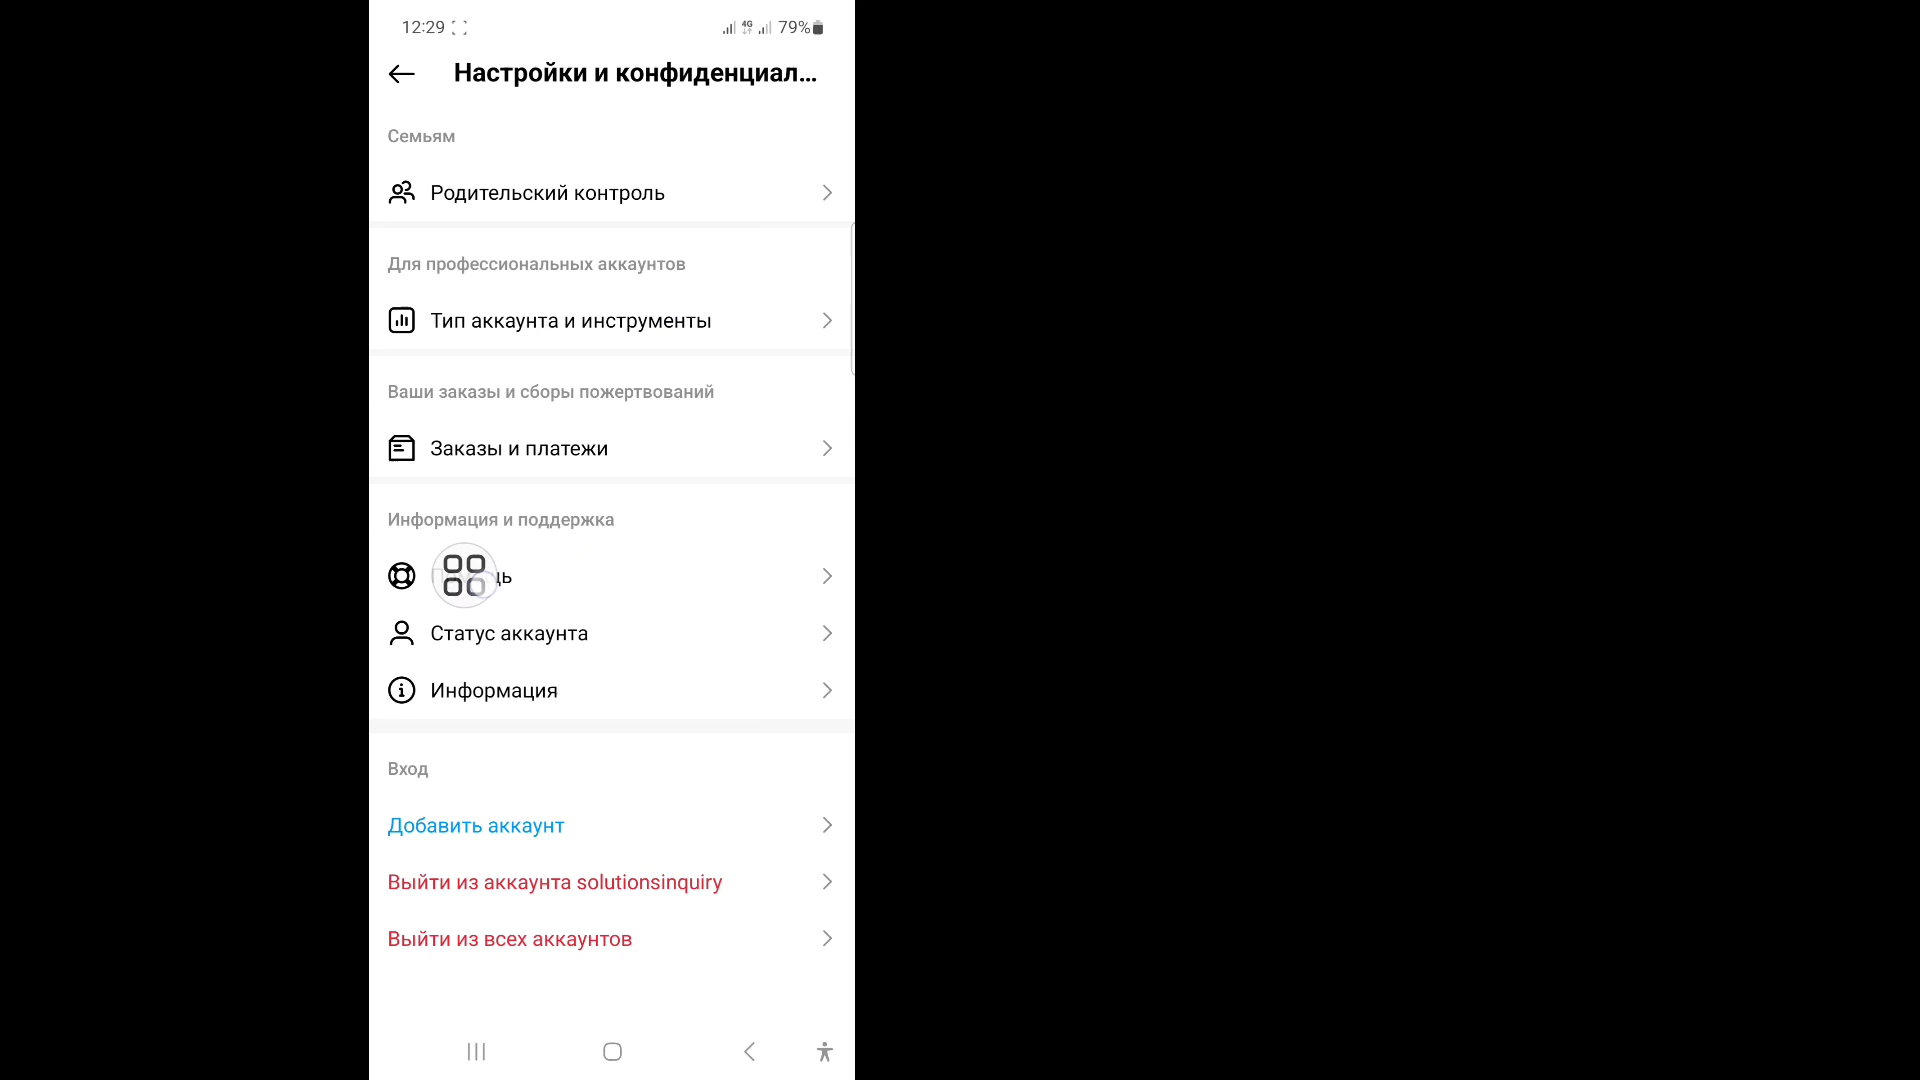 12:29 4G 79%
Настройки и конфиденциал...
Семьям
Родительский контроль
Для профессиональных аккаунтов
Тип аккаунта и инструменты
Ваши заказы и сборы пожертвований
Заказы и платежи
Информация и поддержка
Статус аккаунта
Информация
Вход
Добавить аккаунт
Выйти из аккаунта solutionsinquiry
Выйти из всех аккаунтов